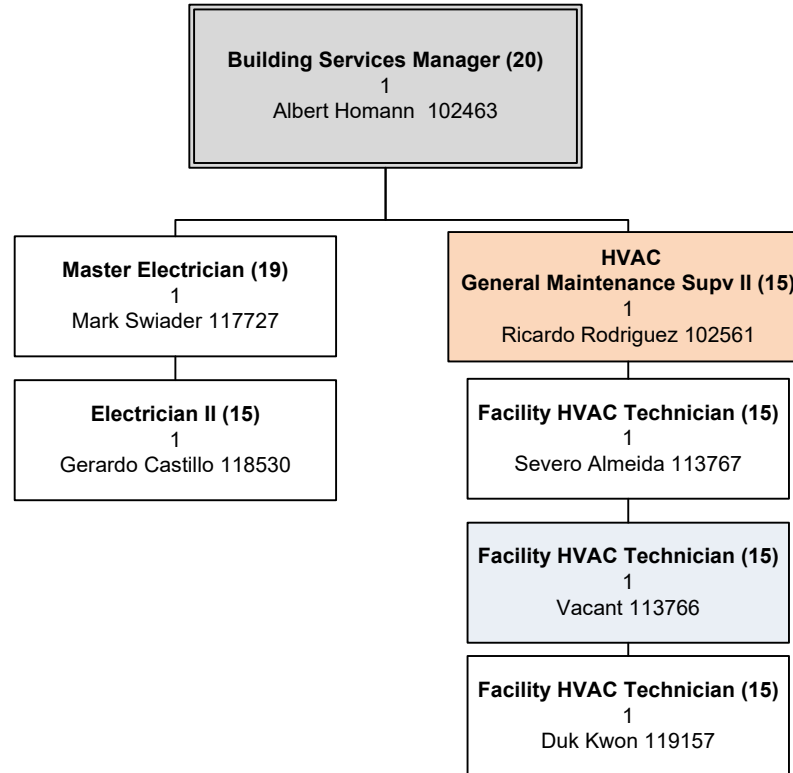 Building Services Manager (20)
1
Albert Homann  102463
Master Electrician (19)
1
Mark Swiader 117727
Electrician II (15)
1
Gerardo Castillo 118530
HVAC
General Maintenance Supv II (15)
1
Ricardo Rodriguez 102561
Facility HVAC Technician (15)
1
Severo Almeida 113767
Facility HVAC Technician (15)
1
Vacant 113766
Facility HVAC Technician (15)
1
Duk Kwon 119157